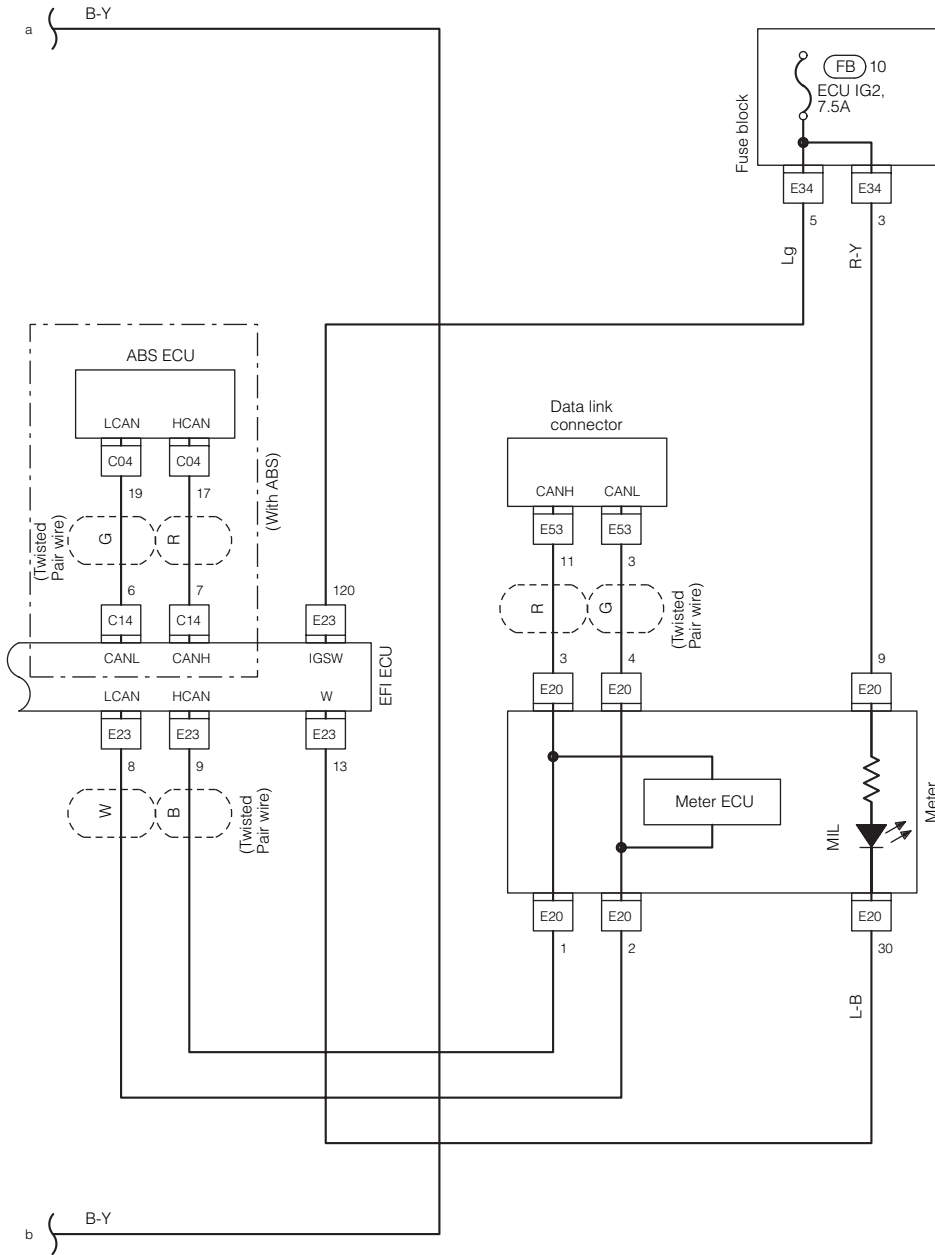 B-Y
a
FB 10
ECU IG2,
7.5A
Fuse block
E34
E34
5
3
Lg
R-Y
ABS ECU
LCAN
HCAN
C04
C04
19
17
(With ABS)
(Twisted
Pair wire)
G
R
6
7
120
C14
C14
E23
CANL
CANH
IGSW
EFI ECU
LCAN
HCAN
W
E23
E23
E23
8
9
13
W
B
(Twisted
Pair wire)
Data link
connector
CANH
CANL
E53
E53
11
3
R
G
(Twisted
Pair wire)
3
4
9
E20
E20
E20
Meter ECU
MIL
Meter
E20
E20
E20
1
2
30
L-B
B-Y
b